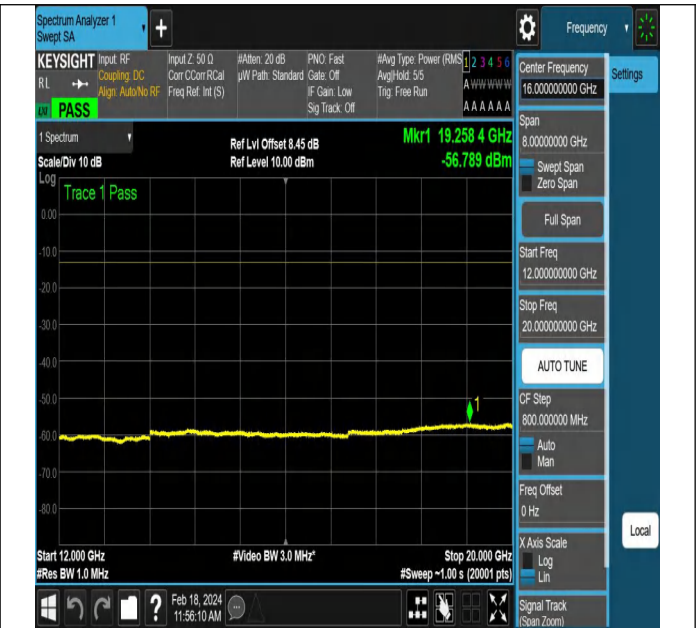 Spectrum Analyzer 1
Swept SA
+
Frequency
KEYSIGHT
RL
LXI
PASS
Input: RF
Coupling: DC
Align: Auto/No RF
Input Z: 50 Ω
Corr CCorr RCal
Freq Ref: Int (S)
#Atten: 20 dB
µW Path: Standard
PNO: Fast
Gate: Off
IF Gain: Low
Sig Track: Off
#Avg Type: Power (RMS
Avg|Hold: 5/5
Trig: Free Run
1 2 3 4 5 6
A W W W W W
A A A A A A
1 Spectrum
Scale/Div 10 dB
Log
Ref Lvl Offset 8.45 dB
Ref Level 10.00 dBm
Mkr1 19.258 4 GHz
-56.789 dBm
Trace 1 Pass
0.00
-10.0
-20.0
-30.0
-40.0
-50.0
-60.0
-70.0
-80.0
1
Start 12.000 GHz
#Res BW 1.0 MHz
#Video BW 3.0 MHz*
Stop 20.000 GHz
#Sweep ~1.00 s (20001 pts)
?
Feb 18, 2024
11:56:10 AM
Center Frequency
16.000000000 GHz
Settings
Span
8.00000000 GHz
Swept Span
Zero Span
Full Span
Start Freq
12.000000000 GHz
Stop Freq
20.000000000 GHz
AUTO TUNE
CF Step
800.000000 MHz
Auto
Man
Freq Offset
0 Hz
X Axis Scale
Log
Lin
Local
Signal Track
(Span Zoom)